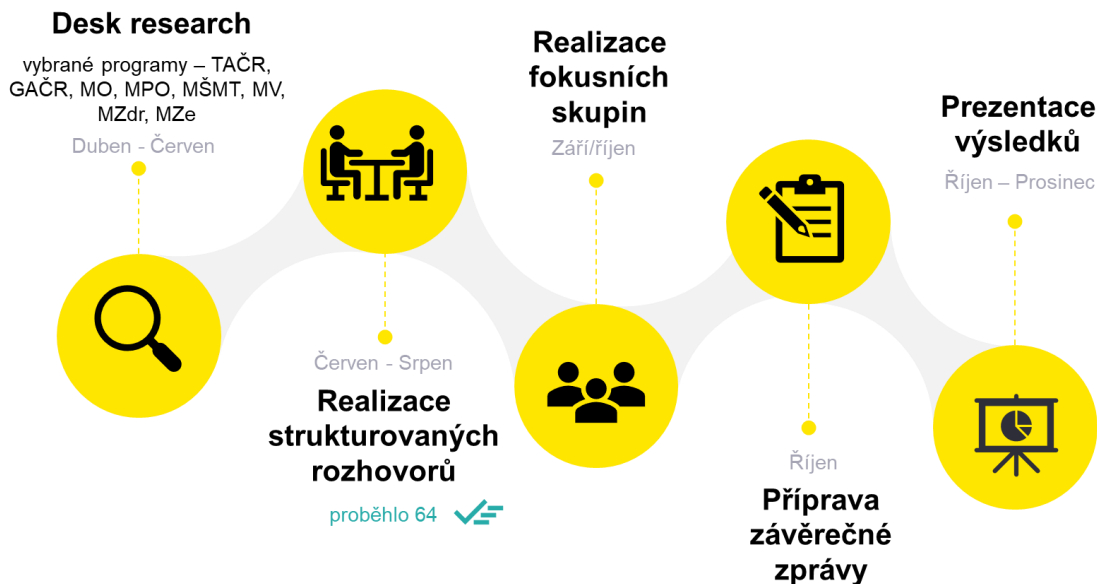 Desk research
vybrané programy – TAČR,
GAČR, MO, MPO, MŠMT, MV,
MZdr, MZe
Duben - Červen
Červen - Srpen
Realizace
strukturovaných
rozhovorů
proběhlo 64
Realizace
fokusních
skupin
Září/říjen
Říjen
Příprava
závěrečné
zprávy
Prezentace
výsledků
Říjen – Prosinec